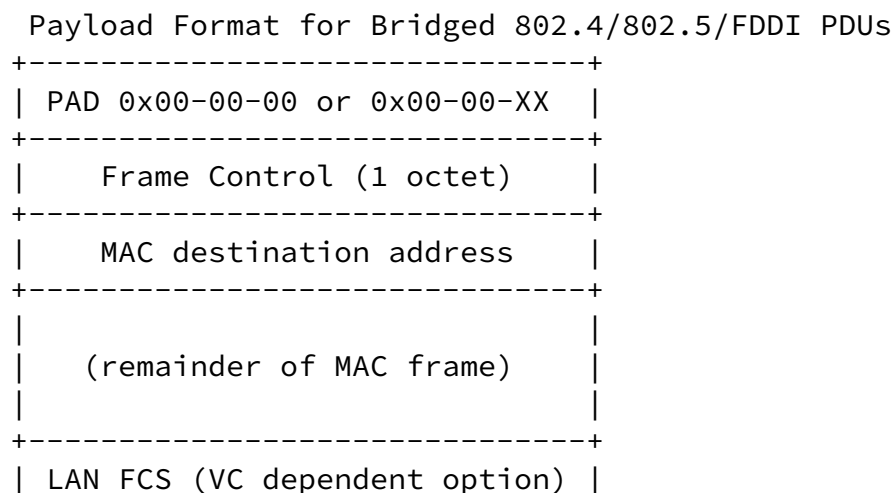 Payload Format for Bridged 802.4/802.5/FDDI PDUs
+-------------------------------+
| PAD 0x00-00-00 or 0x00-00-XX  |
+-------------------------------+
|    Frame Control (1 octet)    |
+-------------------------------+
|    MAC destination address    |
+-------------------------------+
|                               |
|   (remainder of MAC frame)    |
|                               |
+-------------------------------+
| LAN FCS (VC dependent option) |